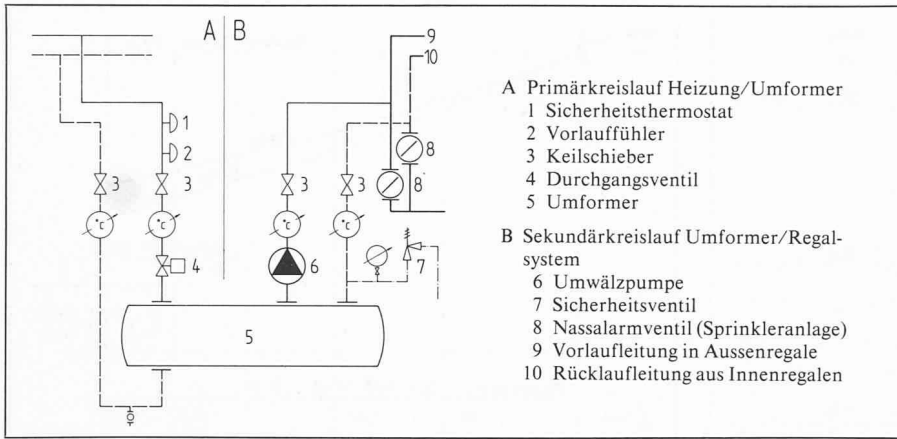 A B
9
10
1
2
8
3
3
3
3
8
°C
°C
°C
°C
4
6
7
5
A Primärkreislauf Heizung/Umformer
1 Sicherheitsthermostat
2 Vorlauffühler
3 Keilschieber
4 Durchgangsventil
5 Umformer
B Sekundärkreislauf Umformer/Regal-
system
6 Umwälzpumpe
7 Sicherheitsventil
8 Nassalarmventil (Sprinkleranlage)
9 Vorlaufleitung in Aussenregale
10 Rücklaufleitung aus Innenregalen